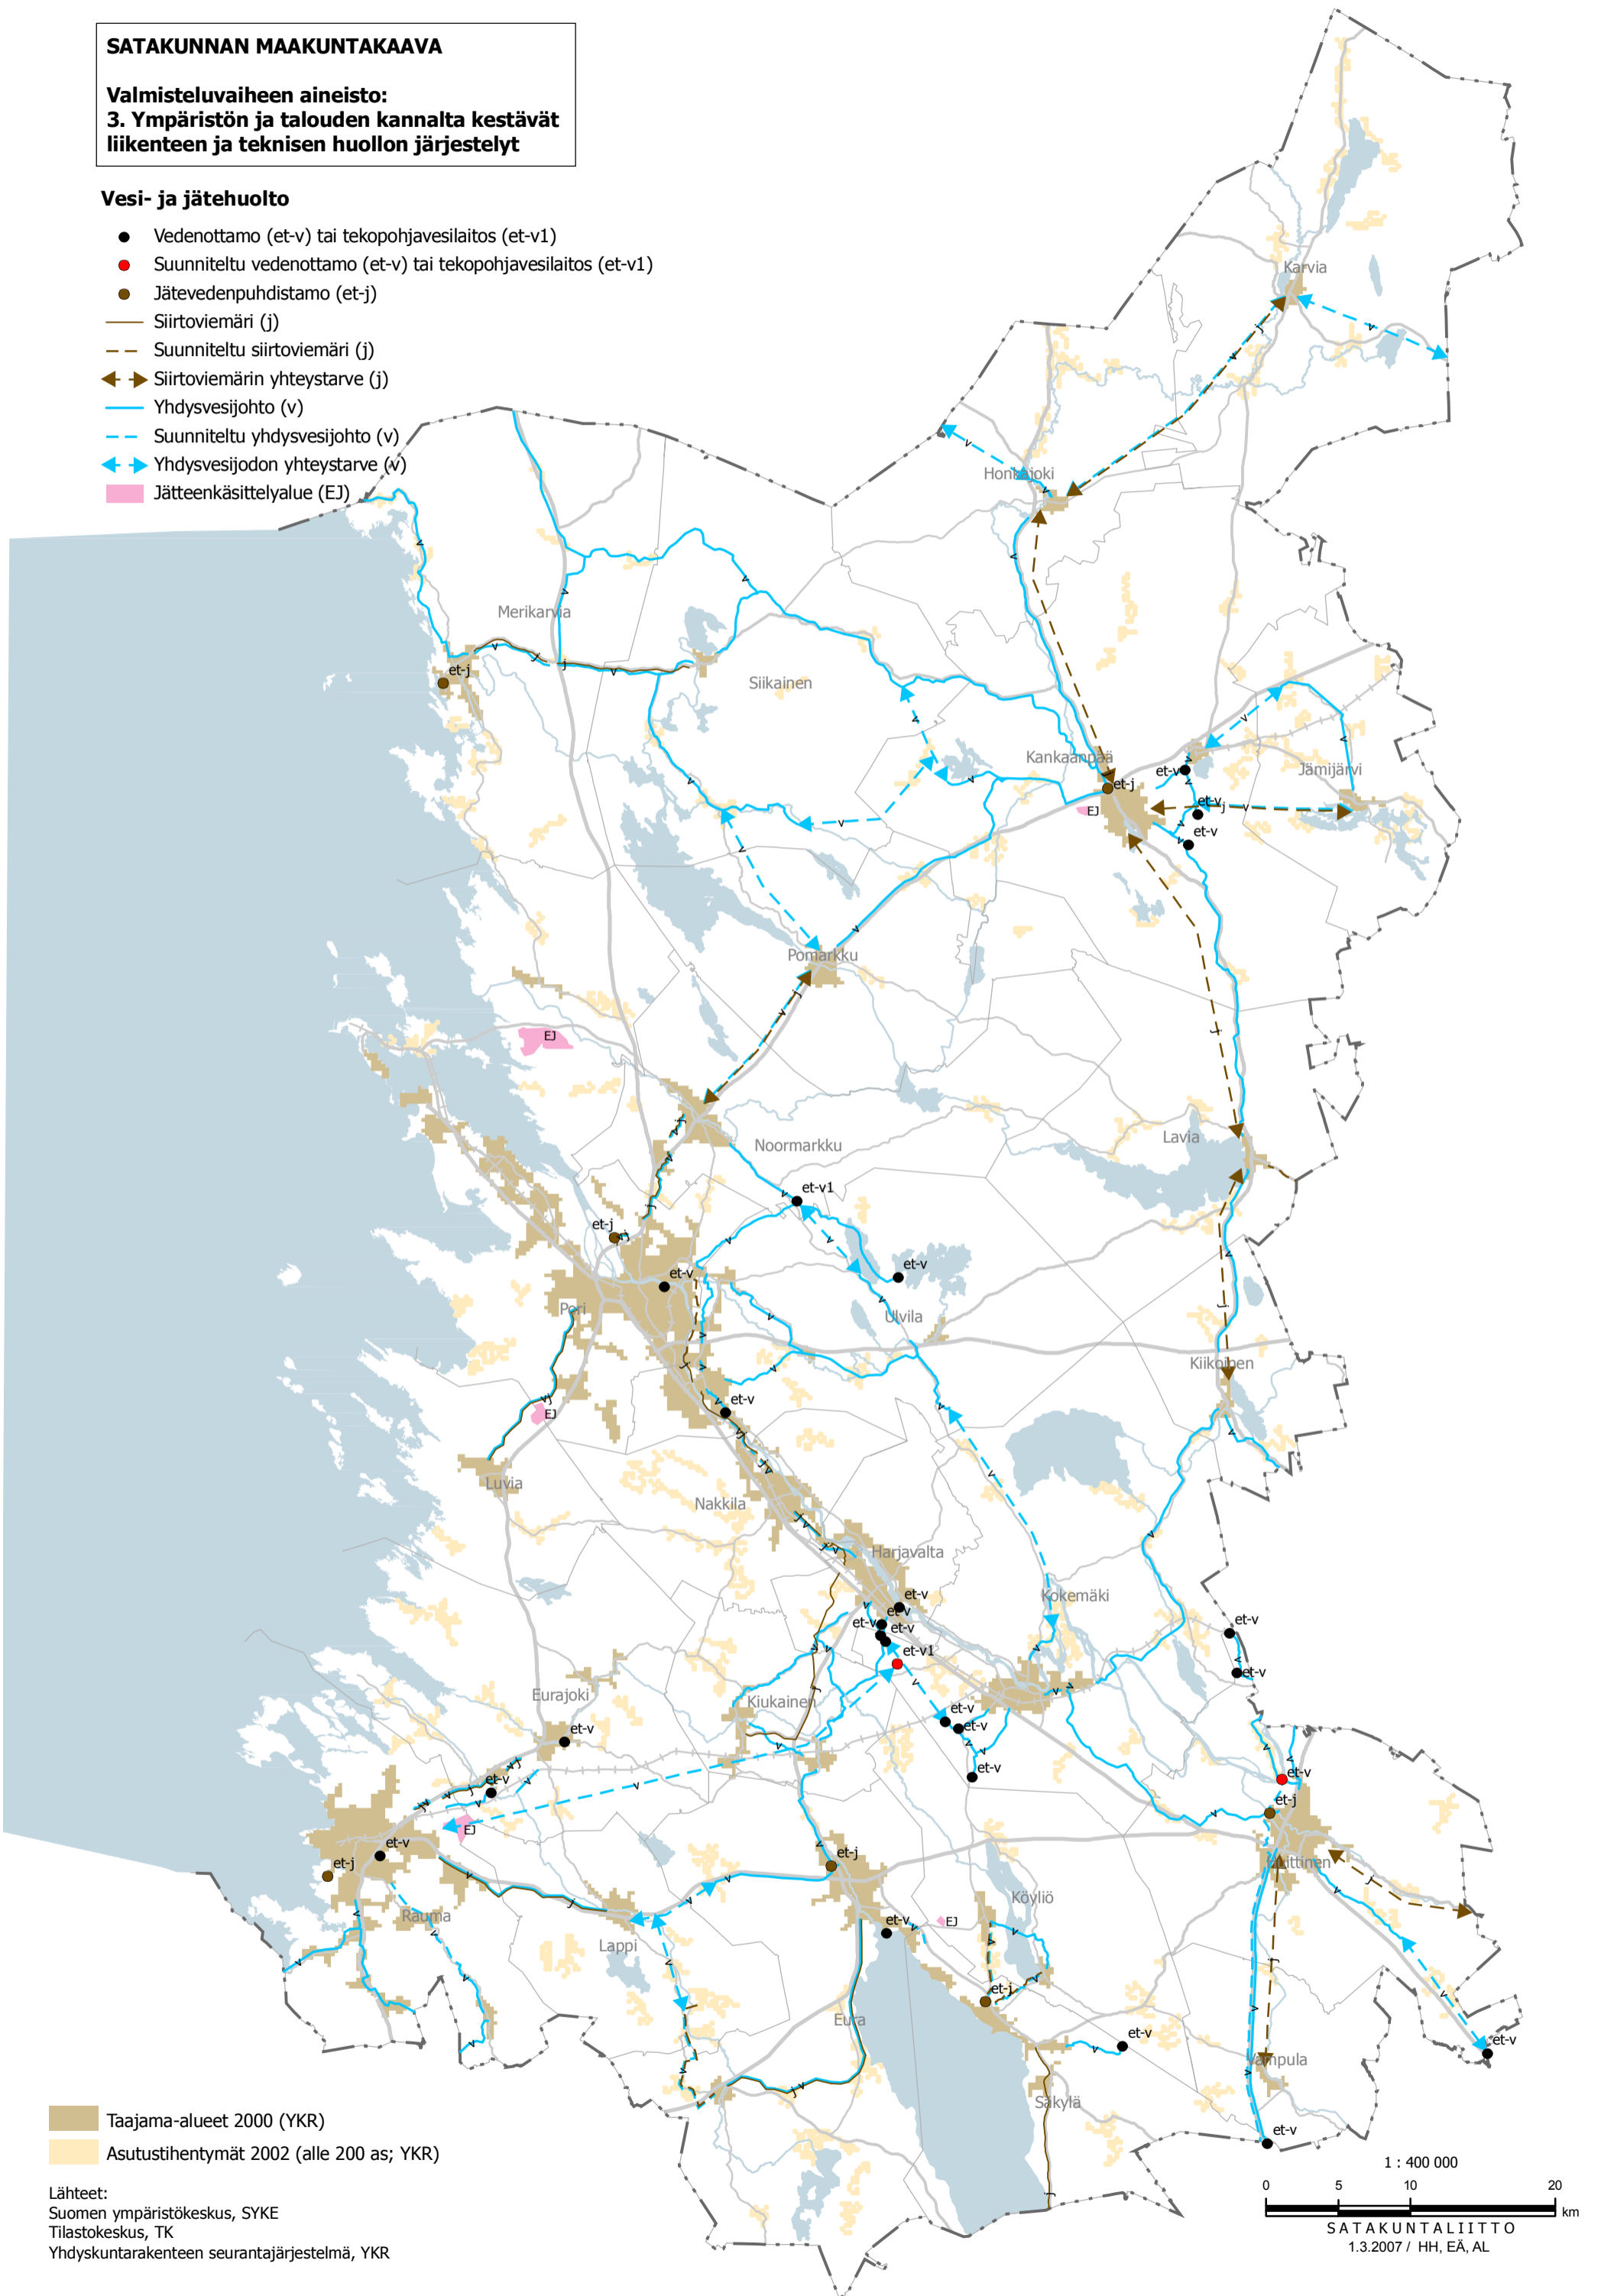 SATAKUNNAN MAAKUNTAKAAVA
Valmisteluvaiheen aineisto:
3. Ympäristön ja talouden kannalta kestävät
liikenteen ja teknisen huollon järjestelyt
Vesi- ja jätehuolto
Vedenottamo (et-v) tai tekopohjavesilaitos (et-v1)
Suunniteltu vedenottamo (et-v) tai tekopohjavesilaitos (et-v1)
Jätevedenpuhdistamo (et-j)
Siirtoviemäri (j)
Suunniteltu siirtoviemäri (j)
Siirtoviemärin yhteystarve (j)
Yhdysvesijohto (v)
Suunniteltu yhdysvesijohto (v)
Yhdysvesijodon yhteystarve (v)
Jätteenkäsittelyalue (EJ)
Karvia
Honkajoki
Merikarvia
et-j
Siikainen
Kankaanpää
et-v
Jämijärvi
et-j
EJ
et-v
et-v
Pomarkku
EJ
Noormarkku
Lavia
et-v1
et-j
et-v
et-v
Pori
Ulvila
Kiikoinen
et-v
EJ
Luvia
Nakkila
Harjavalta
Kokemäki
et-v
et-v
et-v
et-v
et-v
et-v1
et-v
Eurajoki
Kiukainen
et-v
et-v
et-v
et-v
et-v
et-v
et-j
EJ
et-v
et-j
et-j
Huittinen
Rauma
Lappi
et-v
EJ
Köyliö
et-j
Eura
et-v
et-v
Vampula
Säkylä
et-v
Taajama-alueet 2000 (YKR)
Asutustihentymät 2002 (alle 200 as; YKR)
Lähteet:
Suomen ympäristökeskus, SYKE
Tilastokeskus, TK
Yhdyskuntarakenteen seurantajärjestelmä, YKR
1 : 400 000
0 5 10 20
km
SATAKUNTALIITTO
1.3.2007 / HH, EÄ, AL